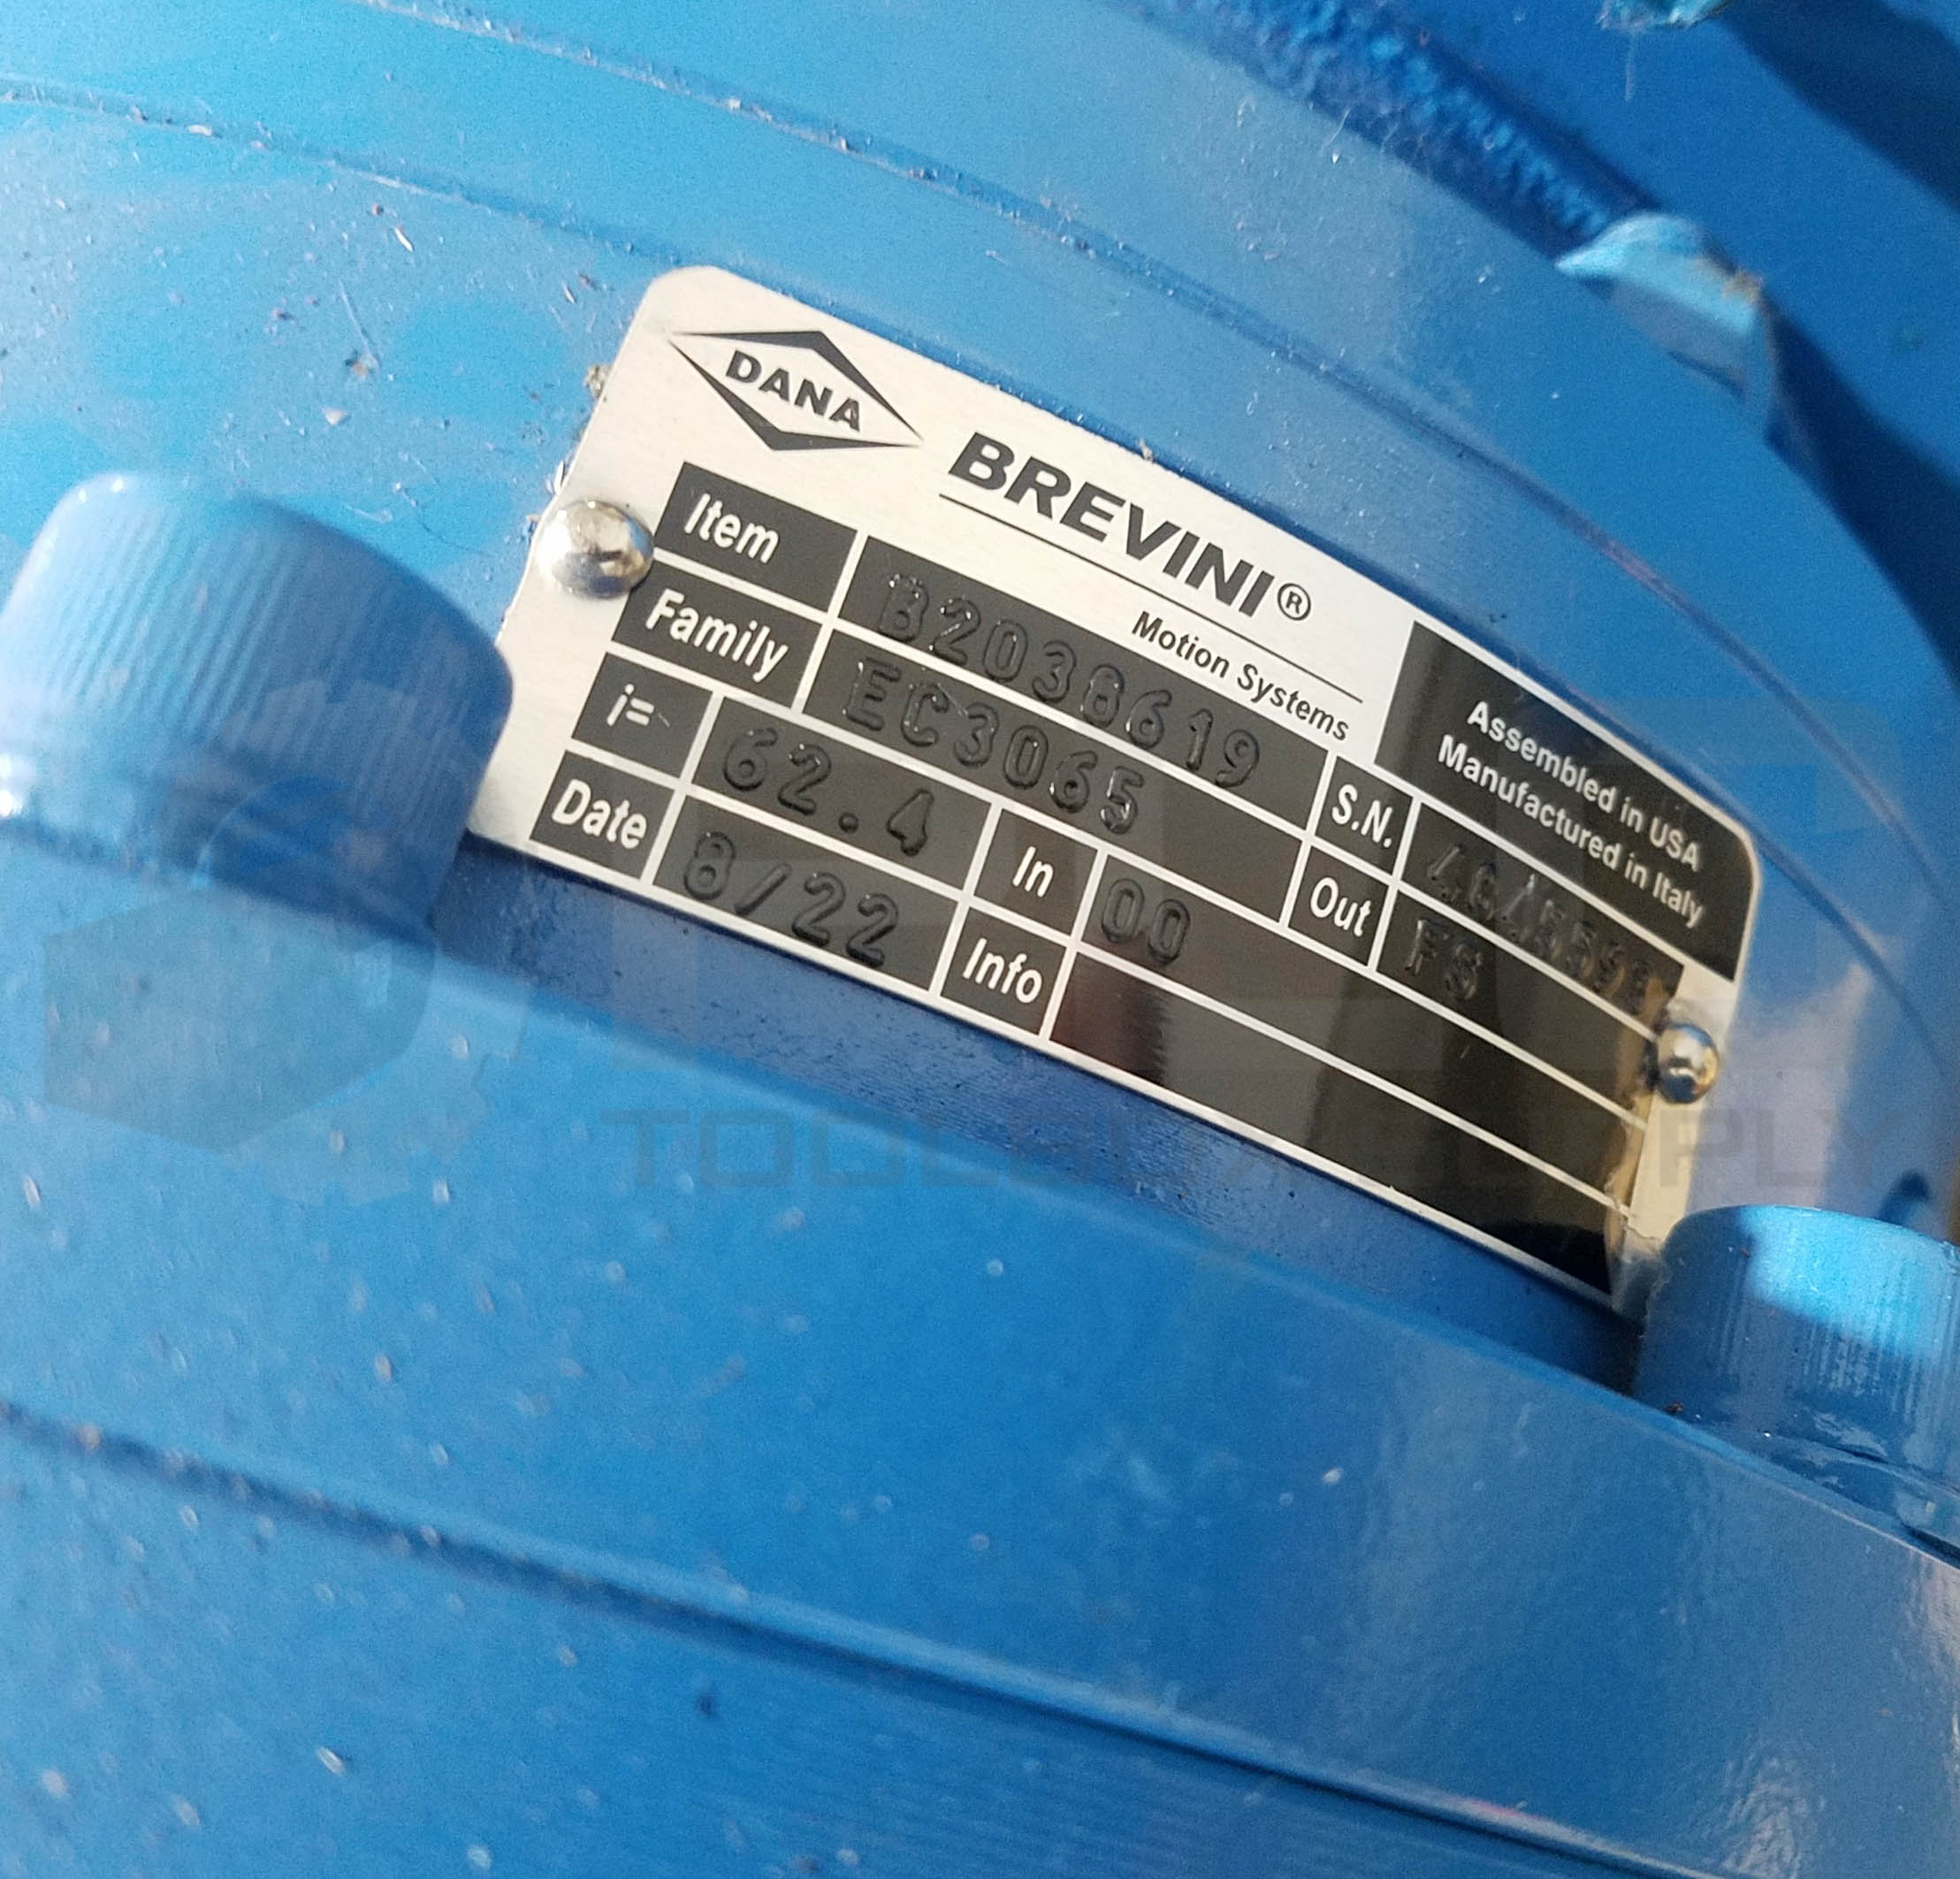 DANA
BREVINI®
Motion Systems
Assembled in USA
Manufactured in Italy
Item B2038619
Family EC3065 S.N.
i= 62.4 In 00 Out FS
Date 8/22 Info